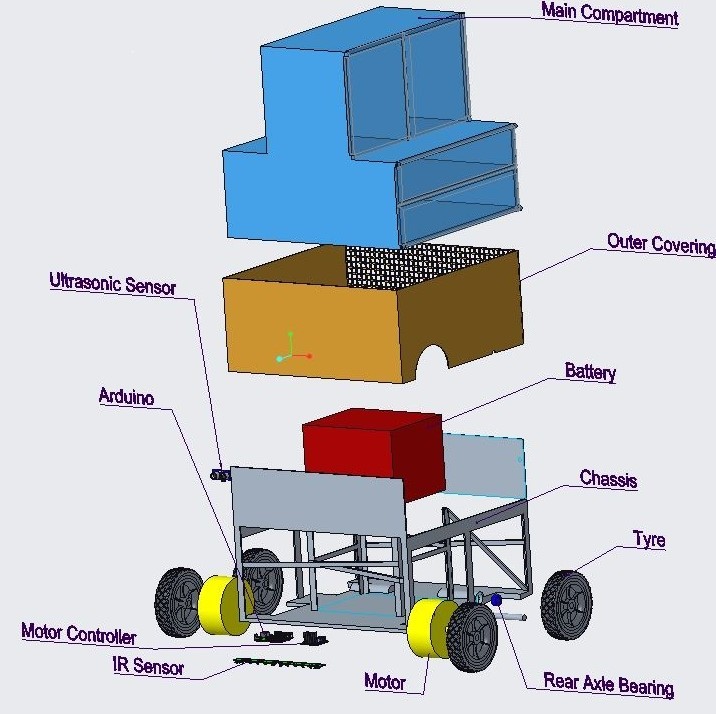 Main Compartment
Outer Covering
Ultrasonic Sensor
Battery
Arduino
Chassis
Tyre
Motor Controller
IR Sensor
Motor
Rear Axle Bearing